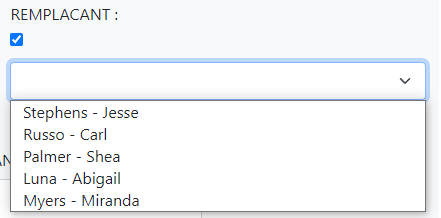 REMPLACANT :
Stephens - Jesse
Russo - Carl
Palmer - Shea
Luna - Abigail
Myers - Miranda